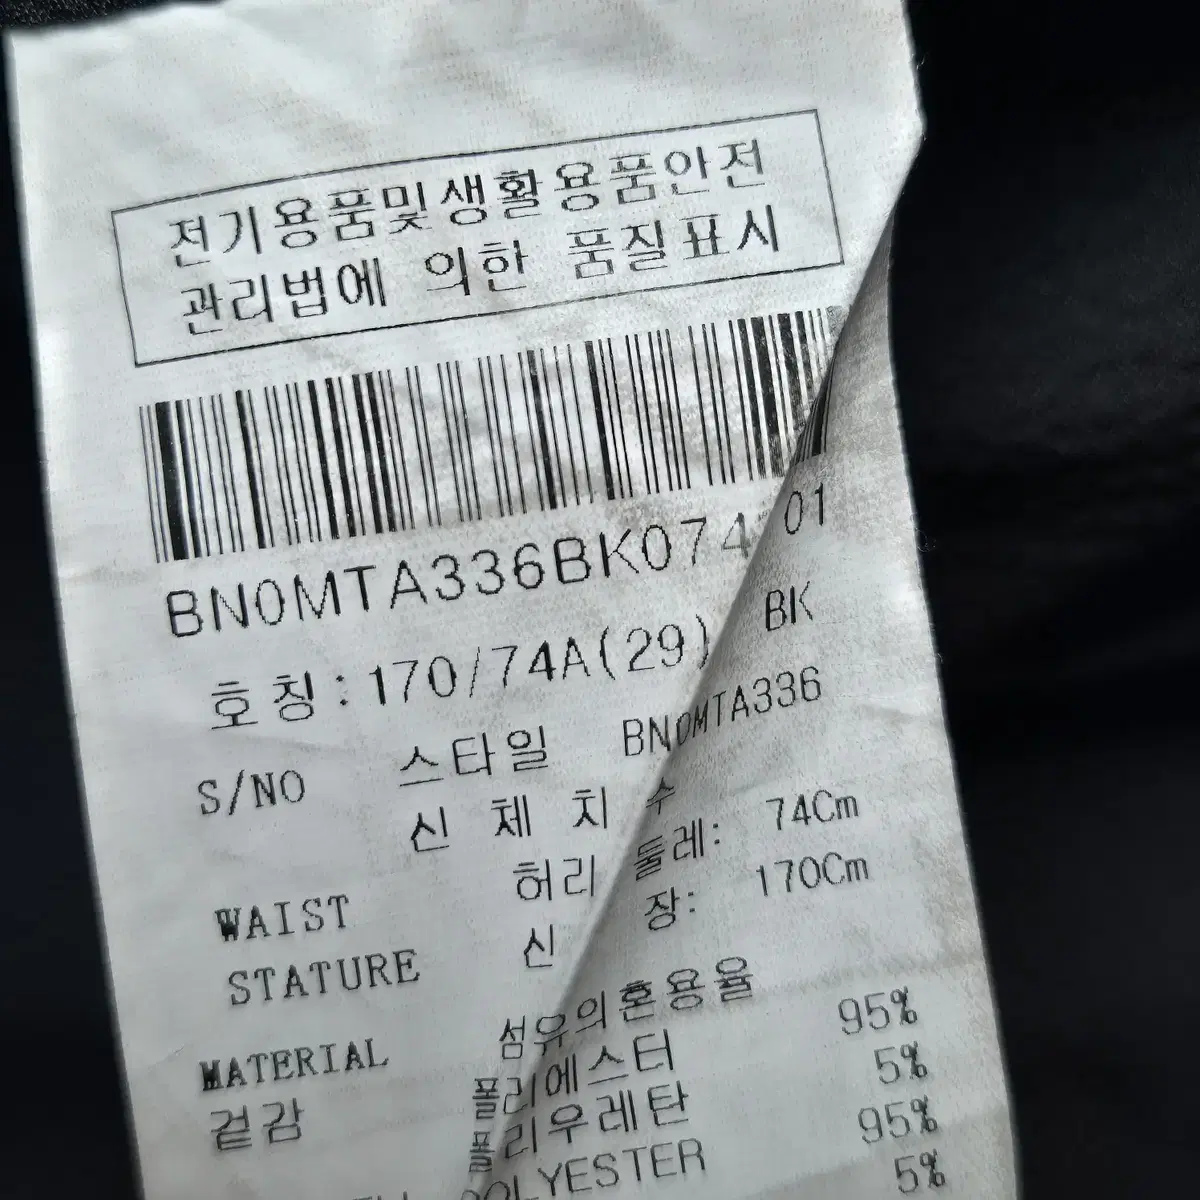 전기용품및생활용품안전
관리법에 의한 품질표시
BN0MTA336BK074 01
호칭:170/74A(29) BK
S/NO 스타일 BN0MTA336
신 체 치 수
WAIST 허리 둘레: 74Cm
STATURE 신 장: 170Cm
MATERIAL 섬유의혼용율
겉감 폴리에스터 95%
폴리우레탄 5%
POLYESTER 95%
5%